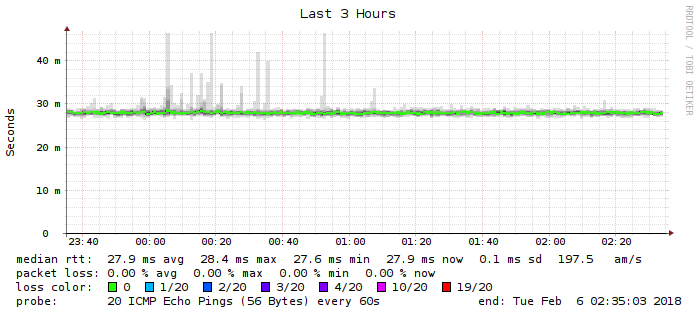 Last 3 Hours
RRDTOOL / TOBI OETIKER
Seconds
40 m
30 m
20 m
10 m
0
23:40 00:00 00:20 00:40 01:00 01:20 01:40 02:00 02:20
median rtt: 27.9 ms avg 28.4 ms max 27.6 ms min 27.9 ms now 0.1 ms sd 197.5 am/s
packet loss: 0.00 % avg 0.00 % max 0.00 % min 0.00 % now
loss color: 0 1/20 2/20 3/20 4/20 10/20 19/20
probe: 20 ICMP Echo Pings (56 Bytes) every 60s end: Tue Feb 6 02:35:03 2018